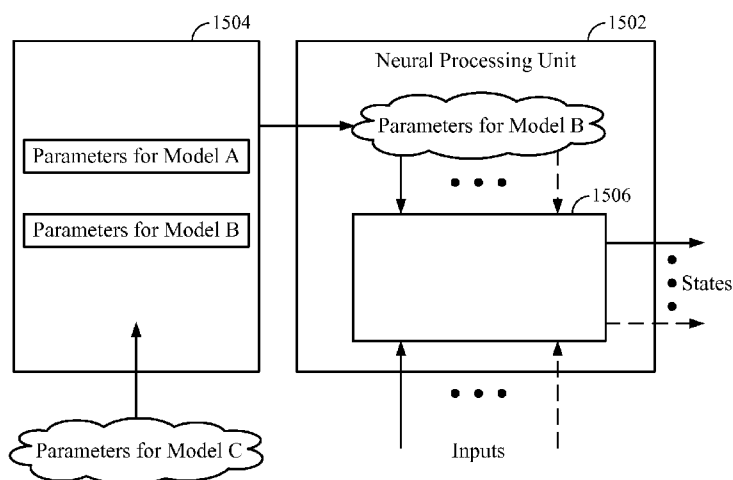 1504
1502
Neural Processing Unit
Parameters for Model B
Parameters for Model A
Parameters for Model B
1506
States
Parameters for Model C
Inputs